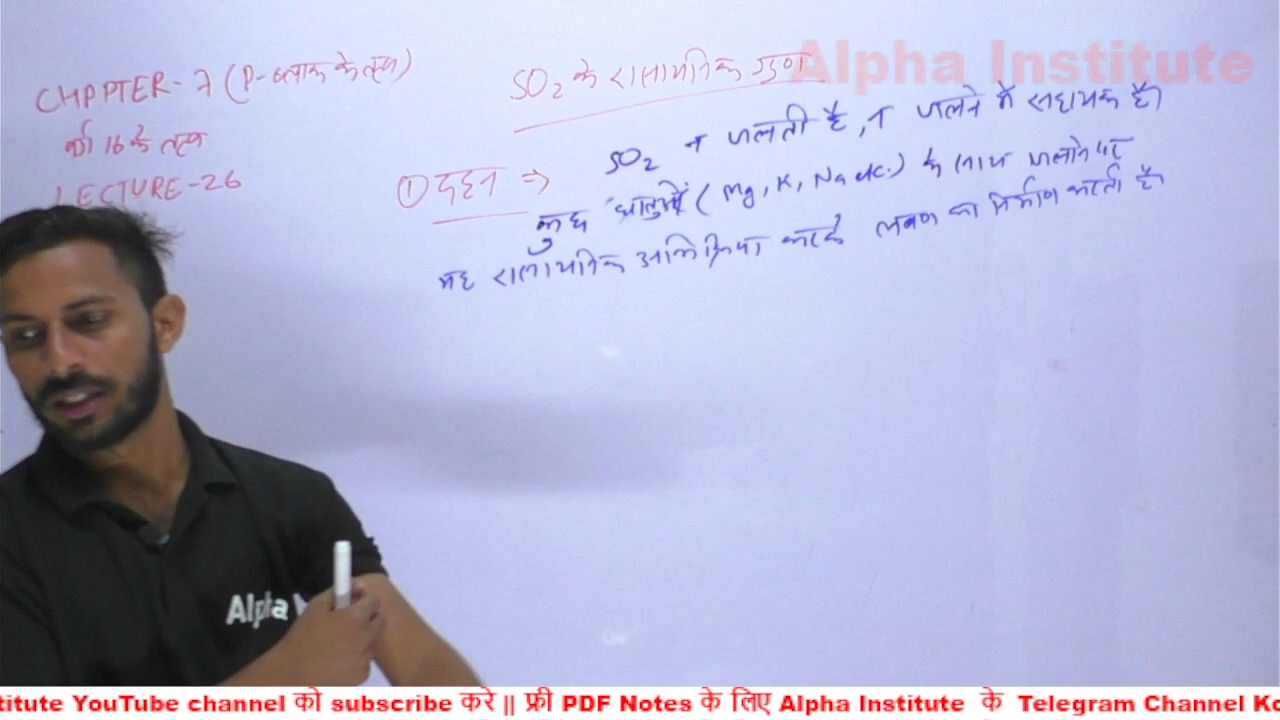 Alpha Institute
CHAPTER-7 (P-ब्लाक के तत्व)
वर्ग 16 के तत्व
LECTURE-26
SO₂ के रासायनिक गुण
① दहन ⇒ SO₂ न जलती है, न जलने में सहायक है।
कुछ धातुओं (Mg, K, Na etc.) के साथ जलाने पर
यह रासायनिक अभिक्रिया करके लवण का निर्माण करती है।
Alpha
titute YouTube channel को subscribe करे || फ्री PDF Notes के लिए Alpha Institute के Telegram Channel Ko